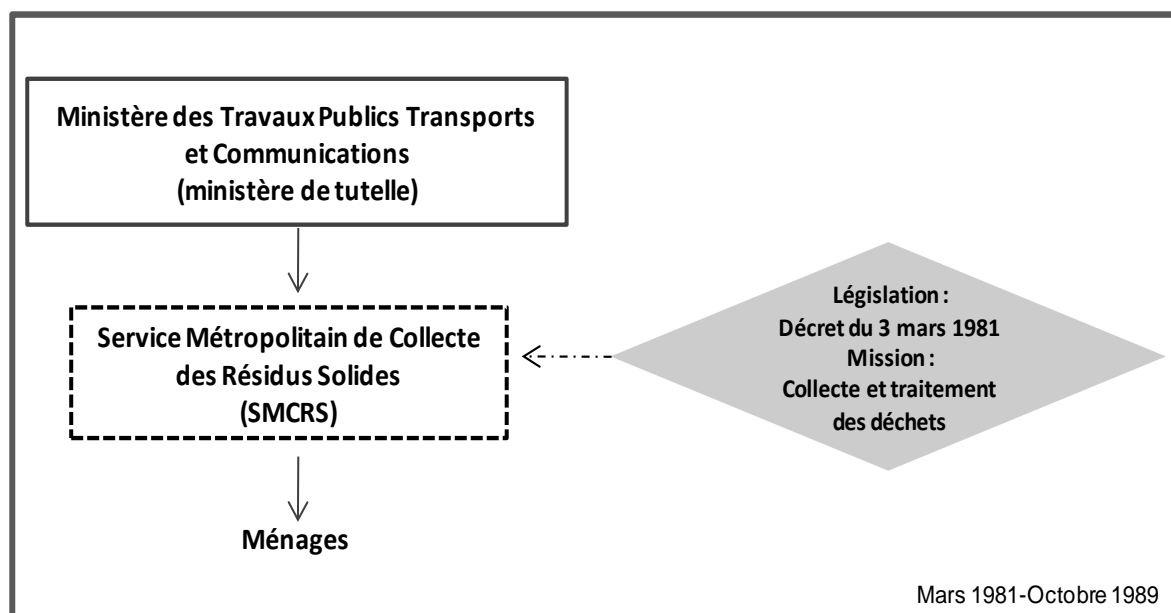 Ministère des Travaux Publics Transports
et Communications
(ministère de tutelle)
Service Métropolitain de Collecte
des Résidus Solides
(SMCRS)
Ménages
Législation :
Décret du 3 mars 1981
Mission :
Collecte et traitement
des déchets
Mars 1981-Octobre 1989